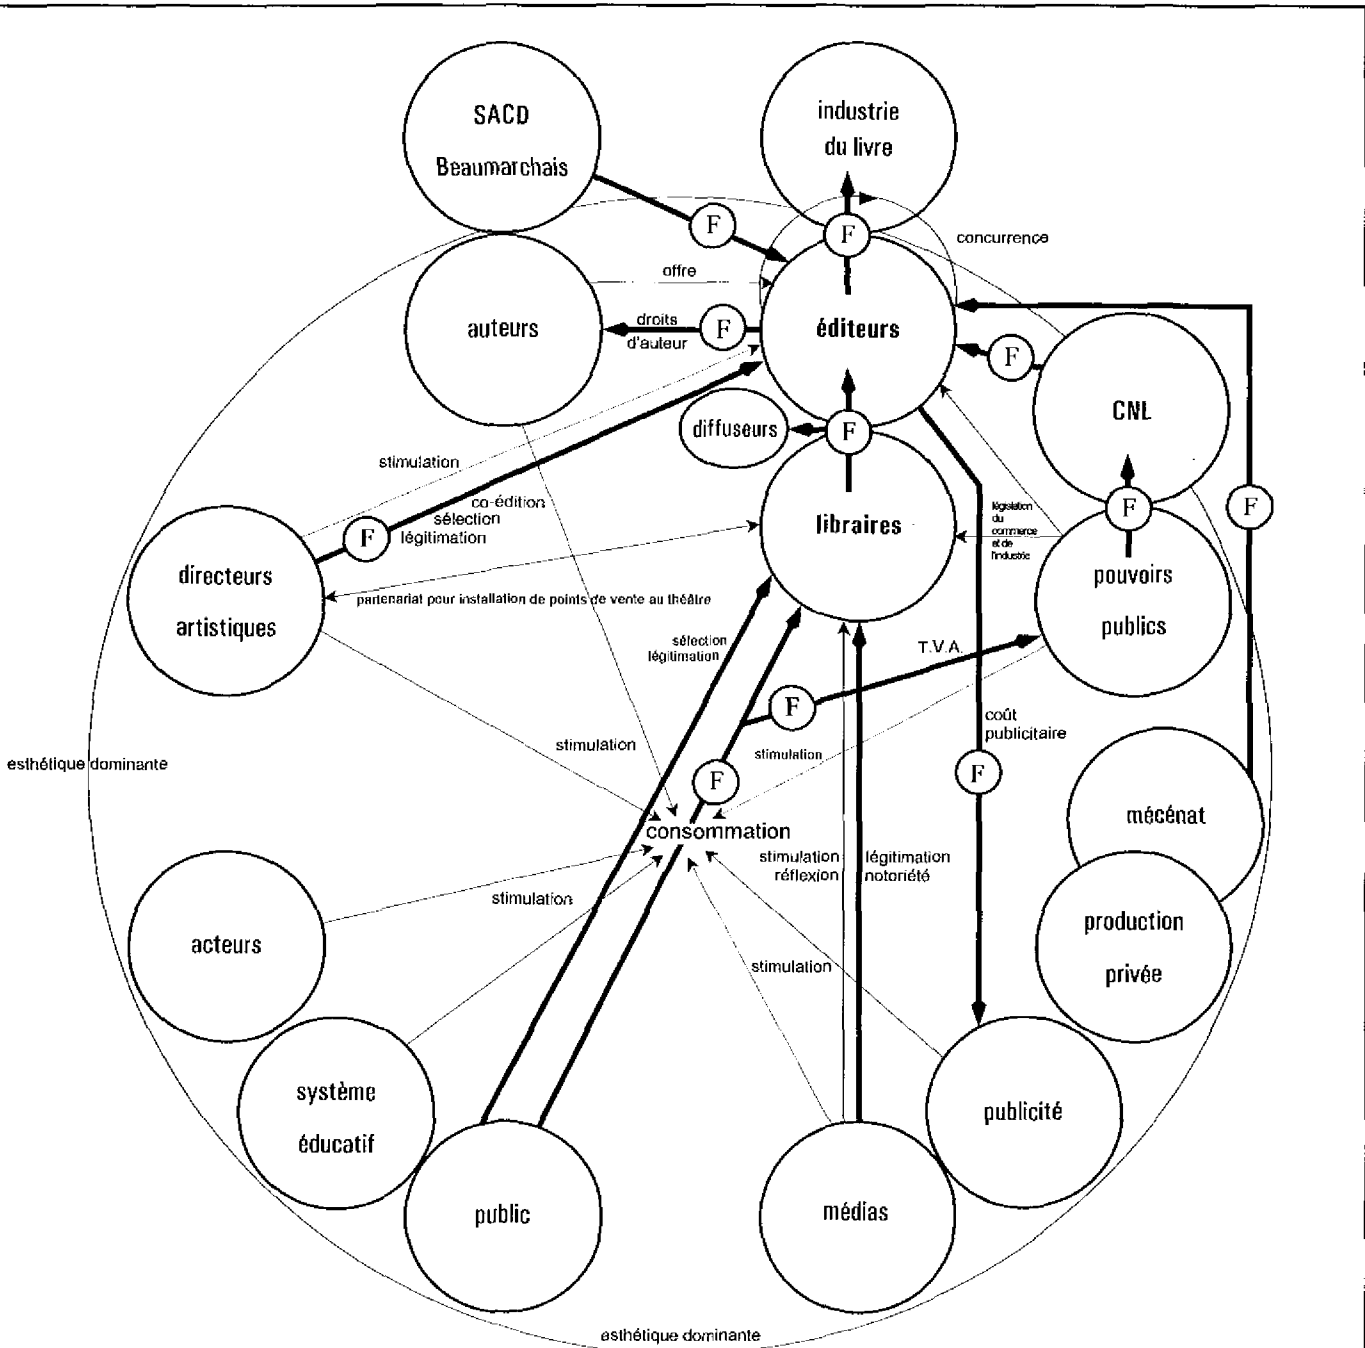 SACD
Beaumarchais
industrie
du livre
F
F
concurrence
offre
auteurs
droits
d'auteur
F
éditeurs
F
CNL
diffuseurs
F
stimulation
co-édition
sélection
légitimation
F
libraires
législation
du
commerce
et de
l'industrie
F
F
directeurs
artistiques
pouvoirs
publics
partenariat pour installation de points de vente au théâtre
sélection
légitimation
T.V.A.
F
coût
publicitaire
stimulation
stimulation
esthétique dominante
F
F
mécénat
consommation
stimulation
réflexion
légitimation
notoriété
stimulation
acteurs
production
privée
stimulation
système
éducatif
publicité
public
médias
esthétique dominante